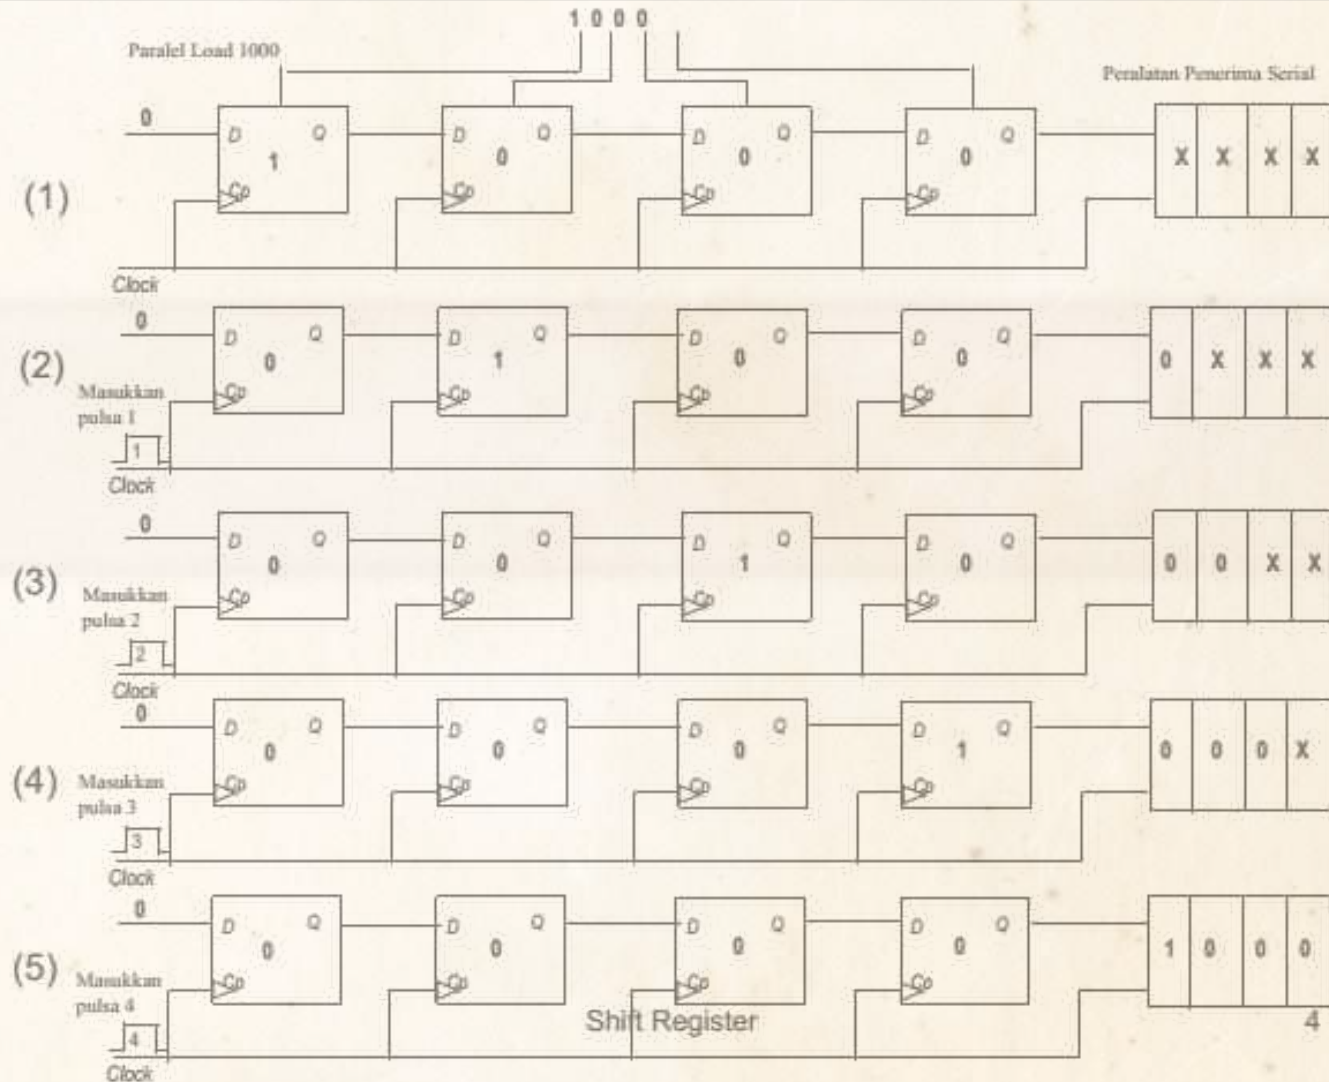 1 0 0 0
Paralel Load 1000
Peralatan Penerima Serial
0
D Q D Q D Q D Q
1 0 0 0 X X X X
(1)
Cp Cp Cp Cp
Clock
0
D Q D Q D Q D Q
0 1 0 0 0 X X X
(2)
Cp Cp Cp Cp
Masukkan
pulsa 1
1
Clock
0
D Q D Q D Q D Q
0 0 1 0 0 0 X X
(3)
Cp Cp Cp Cp
Masukkan
pulsa 2
2
Clock
0
D Q D Q D Q D Q
0 0 0 1 0 0 0 X
(4)
Cp Cp Cp Cp
Masukkan
pulsa 3
3
Clock
0
D Q D Q D Q D Q
0 0 0 0 1 0 0 0
(5)
Cp Cp Cp Cp
Masukkan
pulsa 4
4
Shift Register
4
Clock